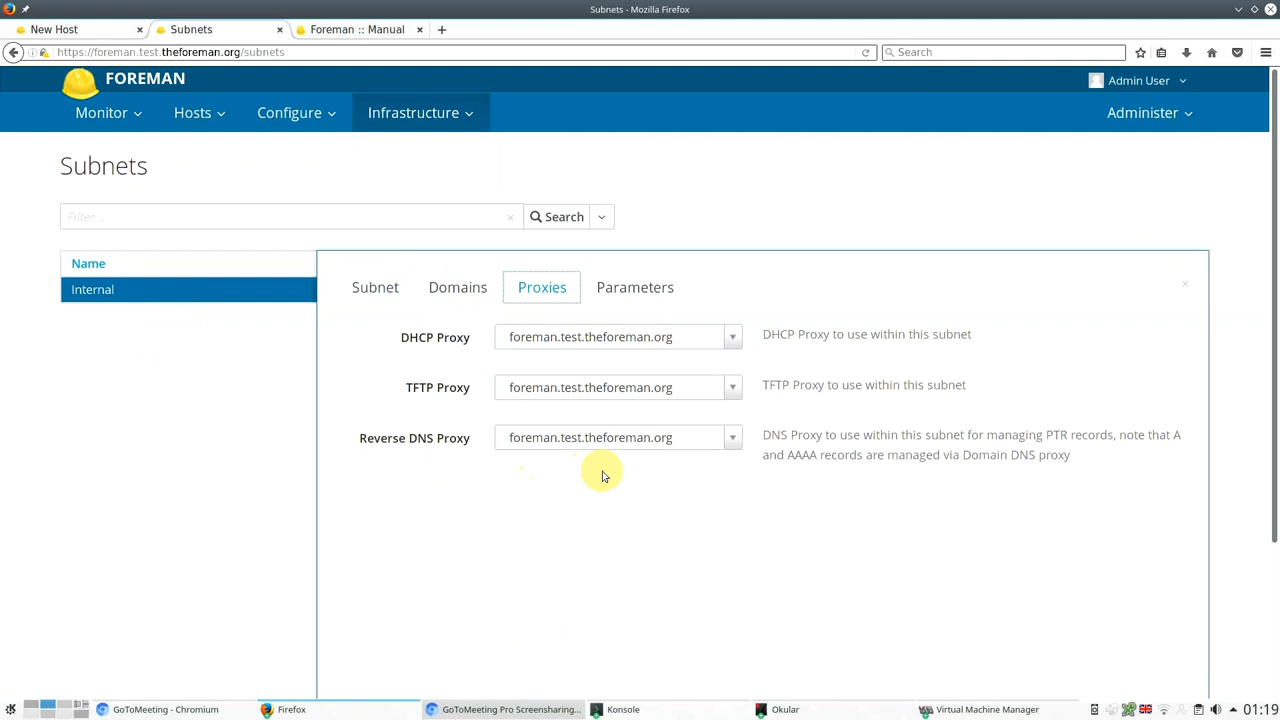 Subnets - Mozilla Firefox
New Host
Subnets
Foreman :: Manual
https://foreman.test.theforeman.org/subnets
Search
FOREMAN
Admin User
Monitor
Hosts
Configure
Infrastructure
Administer
Subnets
Filter ...
Search
Name
Internal
Subnet
Domains
Proxies
Parameters
DHCP Proxy
foreman.test.theforeman.org
DHCP Proxy to use within this subnet
TFTP Proxy
foreman.test.theforeman.org
TFTP Proxy to use within this subnet
Reverse DNS Proxy
foreman.test.theforeman.org
DNS Proxy to use within this subnet for managing PTR records, note that A
and AAAA records are managed via Domain DNS proxy
GoToMeeting - Chromium
Firefox
GoToMeeting Pro Screensharing...
Konsole
Okular
Virtual Machine Manager
01:19